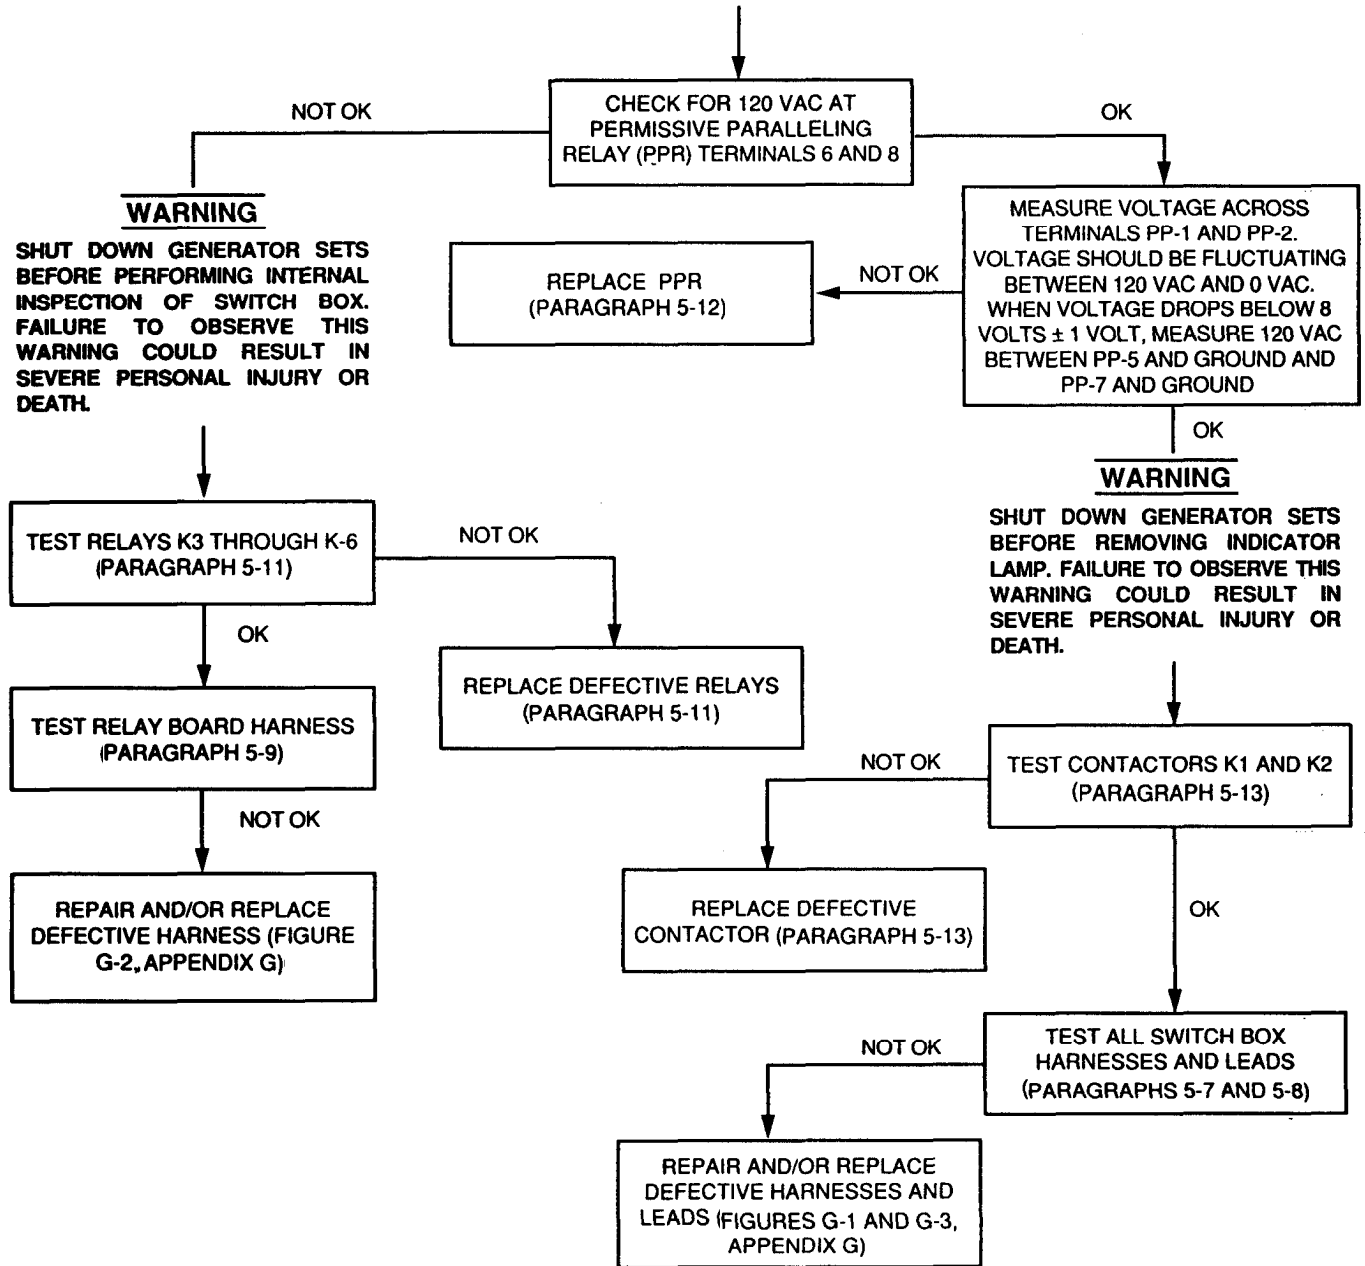 CHECK FOR 120 VAC AT
PERMISSIVE PARALLELING
RELAY (PPR) TERMINALS 6 AND 8
NOT OK
OK
WARNING
SHUT DOWN GENERATOR SETS
BEFORE PERFORMING INTERNAL
INSPECTION OF SWITCH BOX.
FAILURE TO OBSERVE THIS
WARNING COULD RESULT IN
SEVERE PERSONAL INJURY OR
DEATH.
REPLACE PPR
(PARAGRAPH 5-12)
NOT OK
MEASURE VOLTAGE ACROSS
TERMINALS PP-1 AND PP-2.
VOLTAGE SHOULD BE FLUCTUATING
BETWEEN 120 VAC AND 0 VAC.
WHEN VOLTAGE DROPS BELOW 8
VOLTS ± 1 VOLT, MEASURE 120 VAC
BETWEEN PP-5 AND GROUND AND
PP-7 AND GROUND
OK
WARNING
SHUT DOWN GENERATOR SETS
BEFORE REMOVING INDICATOR
LAMP. FAILURE TO OBSERVE THIS
WARNING COULD RESULT IN
SEVERE PERSONAL INJURY OR
DEATH.
TEST RELAYS K3 THROUGH K-6
(PARAGRAPH 5-11)
NOT OK
OK
REPLACE DEFECTIVE RELAYS
(PARAGRAPH 5-11)
TEST RELAY BOARD HARNESS
(PARAGRAPH 5-9)
NOT OK
REPAIR AND/OR REPLACE
DEFECTIVE HARNESS (FIGURE
G-2, APPENDIX G)
TEST CONTACTORS K1 AND K2
(PARAGRAPH 5-13)
NOT OK
REPLACE DEFECTIVE
CONTACTOR (PARAGRAPH 5-13)
OK
TEST ALL SWITCH BOX
HARNESSES AND LEADS
(PARAGRAPHS 5-7 AND 5-8)
NOT OK
REPAIR AND/OR REPLACE
DEFECTIVE HARNESSES AND
LEADS (FIGURES G-1 AND G-3,
APPENDIX G)